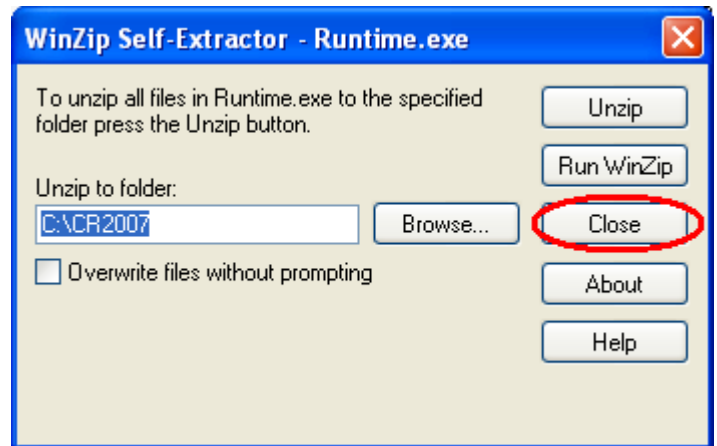 WinZip Self-Extractor - Runtime.exe
To unzip all files in Runtime.exe to the specified
folder press the Unzip button.
Unzip
Run WinZip
Unzip to folder:
C:\CR2007
Browse...
Close
Overwrite files without prompting
About
Help